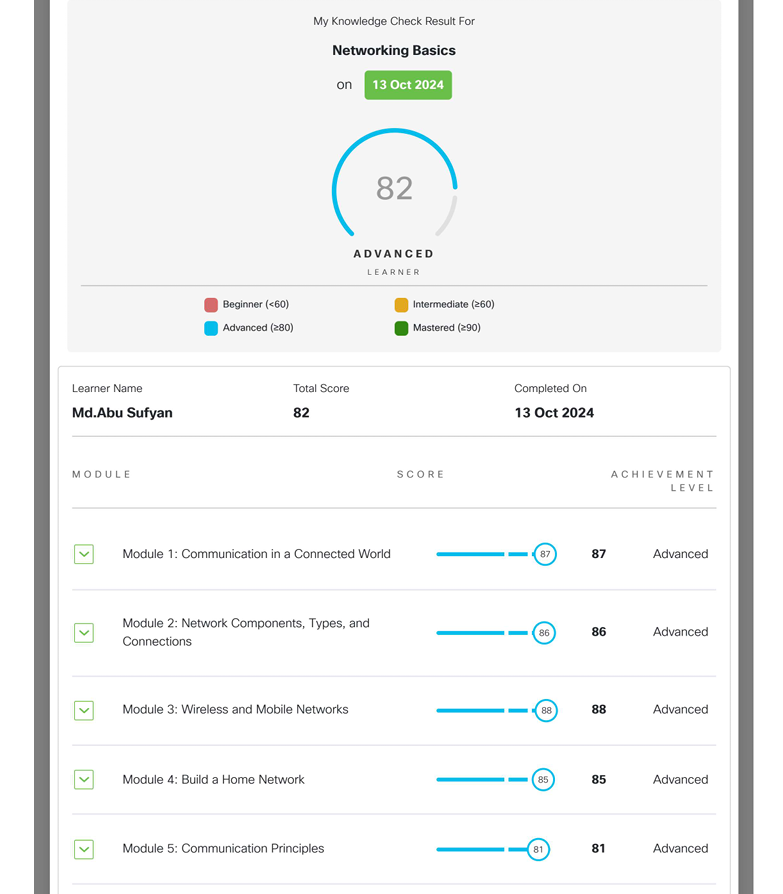 My Knowledge Check Result For
Networking Basics
on 13 Oct 2024
82
ADVANCED
LEARNER
Beginner (<60) Intermediate (≥60)
Advanced (≥80) Mastered (≥90)
Learner Name Total Score Completed On
Md.Abu Sufyan 82 13 Oct 2024
MODULE SCORE ACHIEVEMENT
LEVEL
Module 1: Communication in a Connected World 87 87 Advanced
Module 2: Network Components, Types, and
Connections 86 86 Advanced
Module 3: Wireless and Mobile Networks 88 88 Advanced
Module 4: Build a Home Network 85 85 Advanced
Module 5: Communication Principles 81 81 Advanced